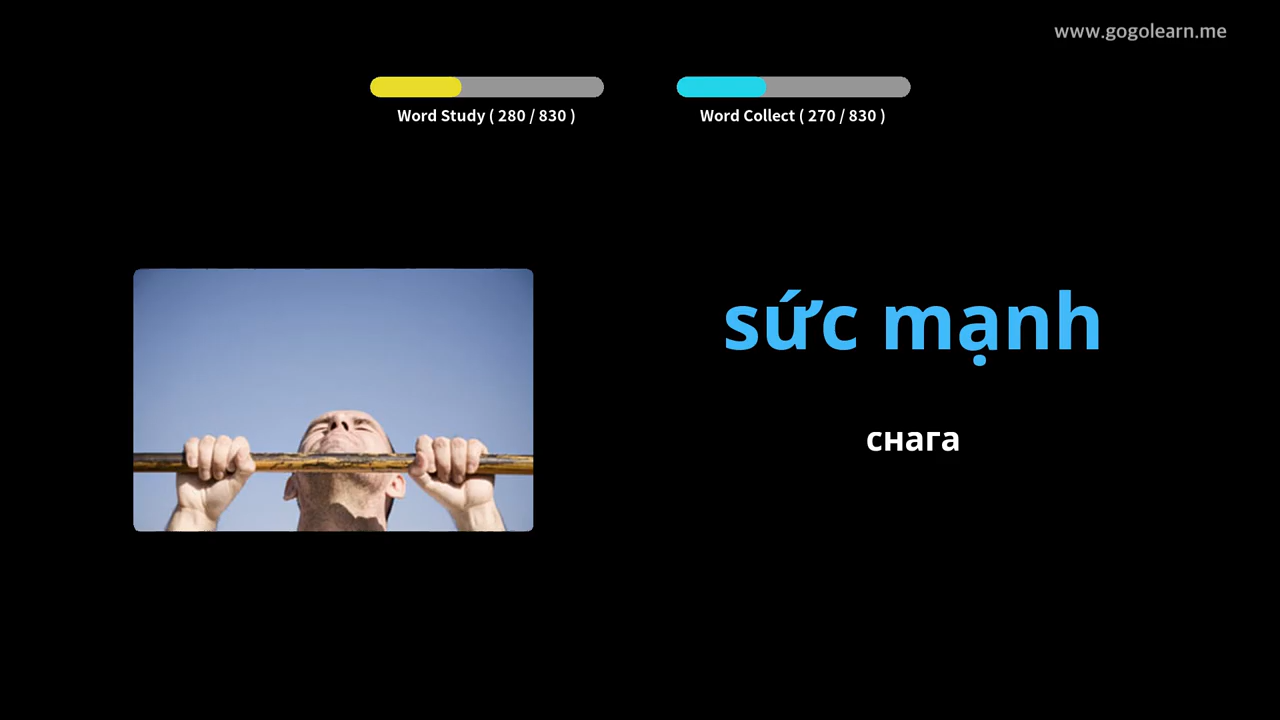 www.gogolearn.me
Word Study ( 280 / 830 )
Word Collect ( 270 / 830 )
sức mạnh
снага